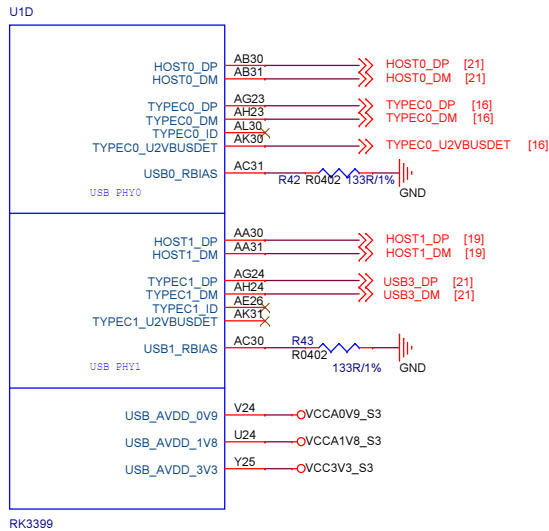 U1D
HOST0_DP AB30 HOST0_DP [21]
HOST0_DM AB31 HOST0_DM [21]
TYPEC0_DP AG23 TYPEC0_DP [16]
TYPEC0_DM AH23 TYPEC0_DM [16]
TYPEC0_ID AL30
TYPEC0_U2VBUSDET AK30 TYPEC0_U2VBUSDET [16]
USB0_RBIAS AC31
R42 R0402 133R/1%
USB PHY0
GND
HOST1_DP AA30 HOST1_DP [19]
HOST1_DM AA31 HOST1_DM [19]
TYPEC1_DP AG24 USB3_DP [21]
TYPEC1_DM AH24 USB3_DM [21]
TYPEC1_ID AE26
TYPEC1_U2VBUSDET AK31
USB1_RBIAS AC30 R43
R0402
USB PHY1 133R/1% GND
USB_AVDD_0V9 V24 VCCA0V9_S3
USB_AVDD_1V8 U24 VCCA1V8_S3
USB_AVDD_3V3 Y25 VCC3V3_S3
RK3399